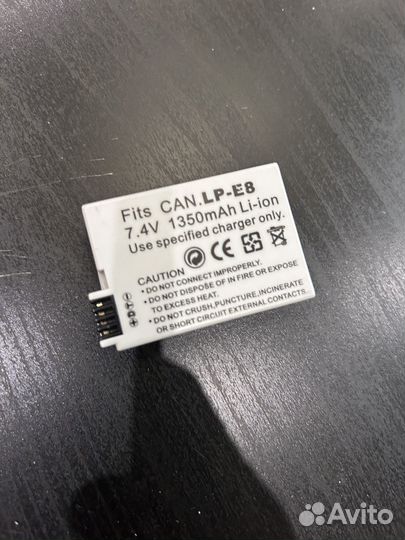 Fits CAN.LP-E8
7.4V 1350mAh Li-ion
Use specified charger only.
CAUTION
• DO NOT CONNECT IMPROPERLY.
• DO NOT DISPOSE OF IN FIRE OR EXPOSE
TO EXCESS HEAT.
• DO NOT CRUSH,PUNCTURE,INCINERATE
OR SHORT CIRCUIT EXTERNAL CONTACTS.
CE
Avito